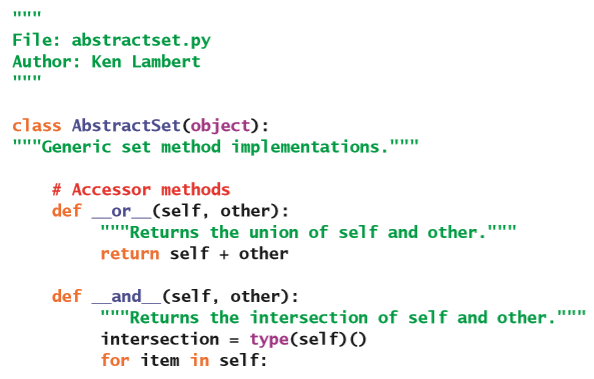 """
File: abstractset.py
Author: Ken Lambert
"""
class AbstractSet(object):
"""Generic set method implementations."""
# Accessor methods
def __or__(self, other):
"""Returns the union of self and other."""
return self + other
def __and__(self, other):
"""Returns the intersection of self and other."""
intersection = type(self)()
for item in self: